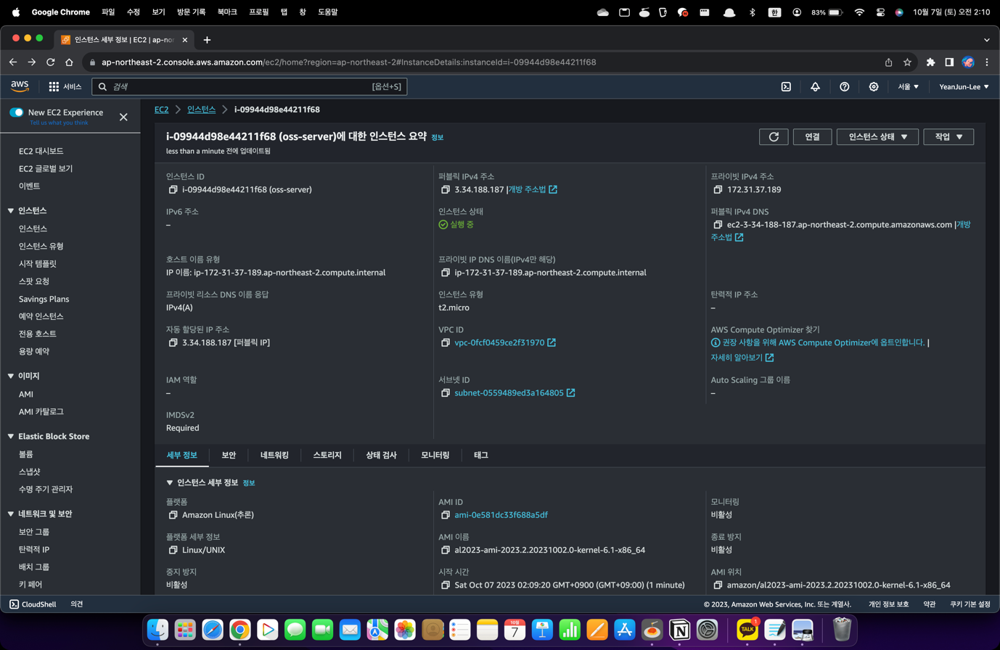 Google Chrome 파일 수정 보기 방문 기록 북마크 프로필 탭 창 도움말 한 83% 10월 7일 (토) 오전 2:10
인스턴스 세부 정보 | EC2 | ap-nor
ap-northeast-2.console.aws.amazon.com/ec2/home?region=ap-northeast-2#InstanceDetails:instanceId=i-09944d98e44211f68
aws 서비스 검색 [옵션+S] 서울 YeanJun-Lee
New EC2 Experience
Tell us what you think
EC2 대시보드
EC2 글로벌 보기
이벤트
인스턴스
인스턴스
인스턴스 유형
시작 템플릿
스팟 요청
Savings Plans
예약 인스턴스
전용 호스트
용량 예약
이미지
AMI
AMI 카탈로그
Elastic Block Store
볼륨
스냅샷
수명 주기 관리자
네트워크 및 보안
보안 그룹
탄력적 IP
배치 그룹
키 페어
EC2 인스턴스 i-09944d98e44211f68
i-09944d98e44211f68 (oss-server)에 대한 인스턴스 요약 정보
less than a minute 전에 업데이트됨
연결 인스턴스 상태 작업
인스턴스 ID
i-09944d98e44211f68 (oss-server)
퍼블릭 IPv4 주소
3.34.188.187 |개방 주소법
프라이빗 IPv4 주소
172.31.37.189
IPv6 주소
–
인스턴스 상태
실행 중
퍼블릭 IPv4 DNS
ec2-3-34-188-187.ap-northeast-2.compute.amazonaws.com |개방
주소법
호스트 이름 유형
IP 이름: ip-172-31-37-189.ap-northeast-2.compute.internal
프라이빗 IP DNS 이름(IPv4만 해당)
ip-172-31-37-189.ap-northeast-2.compute.internal
프라이빗 리소스 DNS 이름 응답
IPv4(A)
인스턴스 유형
t2.micro
탄력적 IP 주소
–
자동 할당된 IP 주소
3.34.188.187 [퍼블릭 IP]
VPC ID
vpc-0fcf0459ce2f31970
AWS Compute Optimizer 찾기
권장 사항을 위해 AWS Compute Optimizer에 옵트인합니다. |
자세히 알아보기
IAM 역할
–
서브넷 ID
subnet-0559489ed3a164805
Auto Scaling 그룹 이름
–
IMDSv2
Required
세부 정보 보안 네트워킹 스토리지 상태 검사 모니터링 태그
인스턴스 세부 정보 정보
플랫폼
Amazon Linux(추론)
AMI ID
ami-0e581dc33f688a5df
모니터링
비활성
플랫폼 세부 정보
Linux/UNIX
AMI 이름
al2023-ami-2023.2.20231002.0-kernel-6.1-x86_64
종료 방지
비활성
중지 방지
비활성
시작 시간
Sat Oct 07 2023 02:09:20 GMT+0900 (GMT+09:00) (1 minute)
AMI 위치
amazon/al2023-ami-2023.2.20231002.0-kernel-6.1-x86_64
CloudShell 의견 © 2023, Amazon Web Services, Inc. 또는 계열사. 개인 정보 보호 약관 쿠키 기본 설정
10월
7
TALK
1